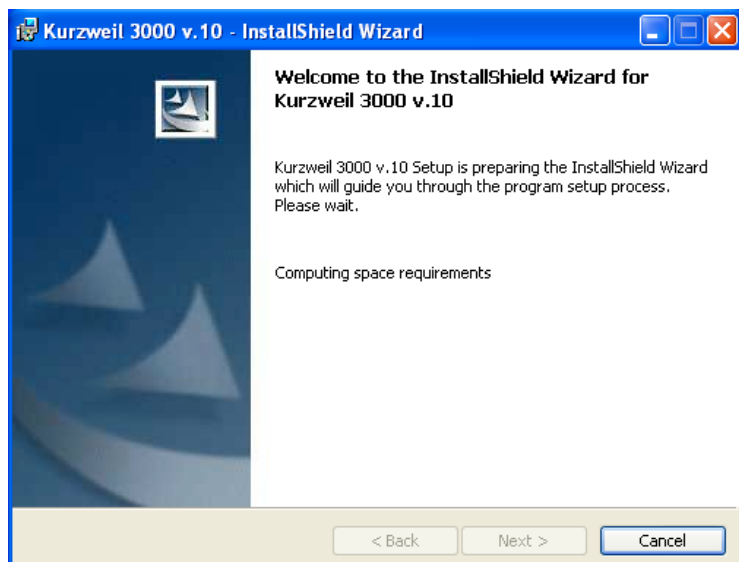 Kurzweil 3000 v.10 - InstallShield Wizard
Welcome to the InstallShield Wizard for
Kurzweil 3000 v.10
Kurzweil 3000 v.10 Setup is preparing the InstallShield Wizard
which will guide you through the program setup process.
Please wait.
Computing space requirements
< Back Next > Cancel